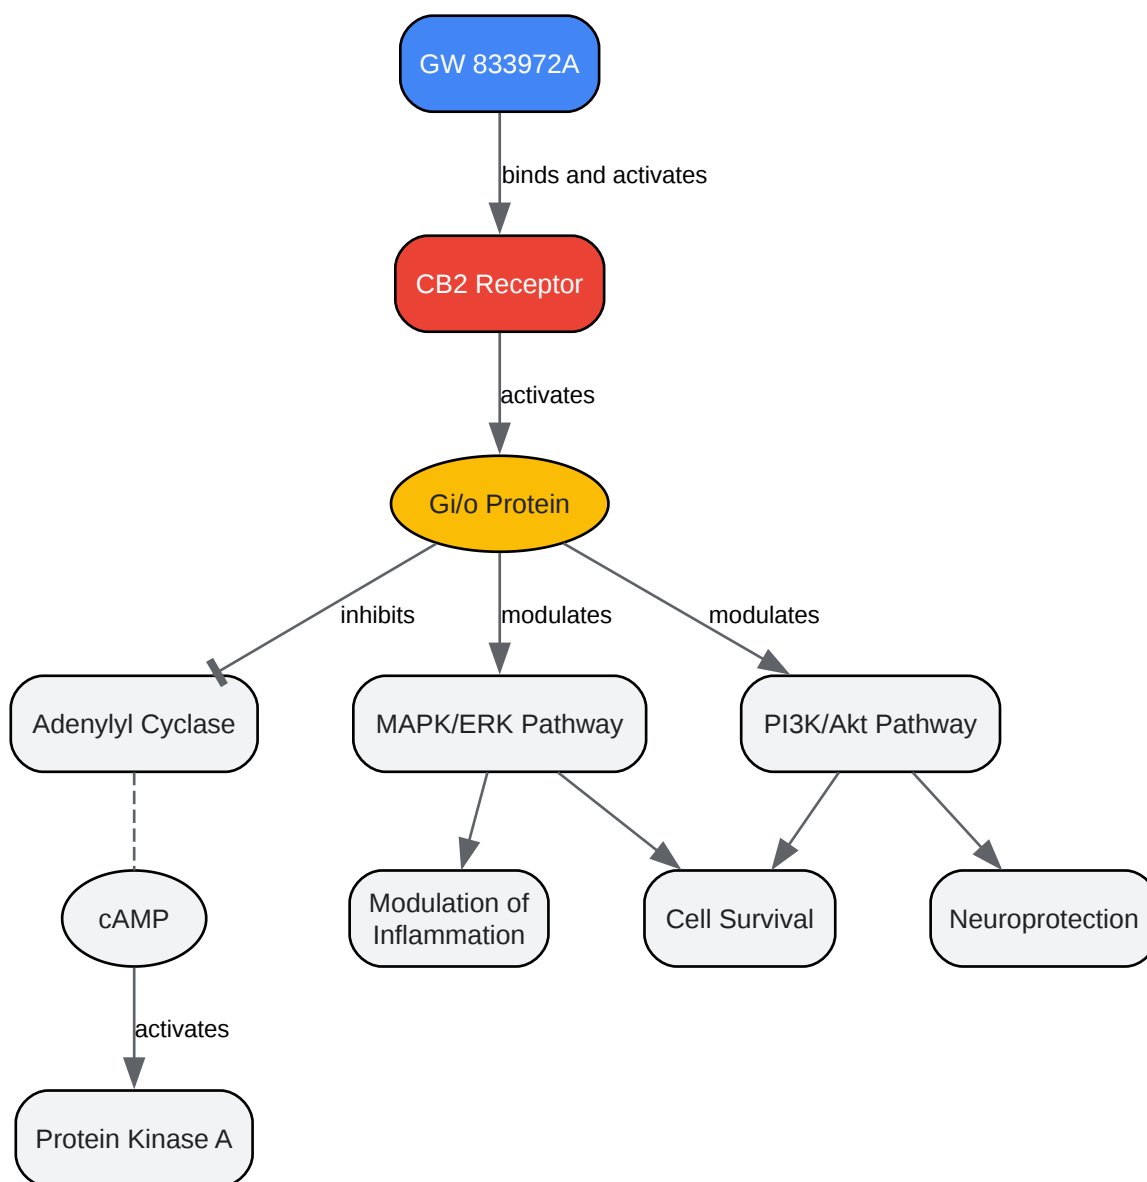 GW 833972A
binds and activates
CB2 Receptor
activates
Gi/o Protein
inhibits
modulates
modulates
Adenylyl Cyclase
MAPK/ERK Pathway
PI3K/Akt Pathway
cAMP
Modulation of
Inflammation
Cell Survival
Neuroprotection
activates
Protein Kinase A